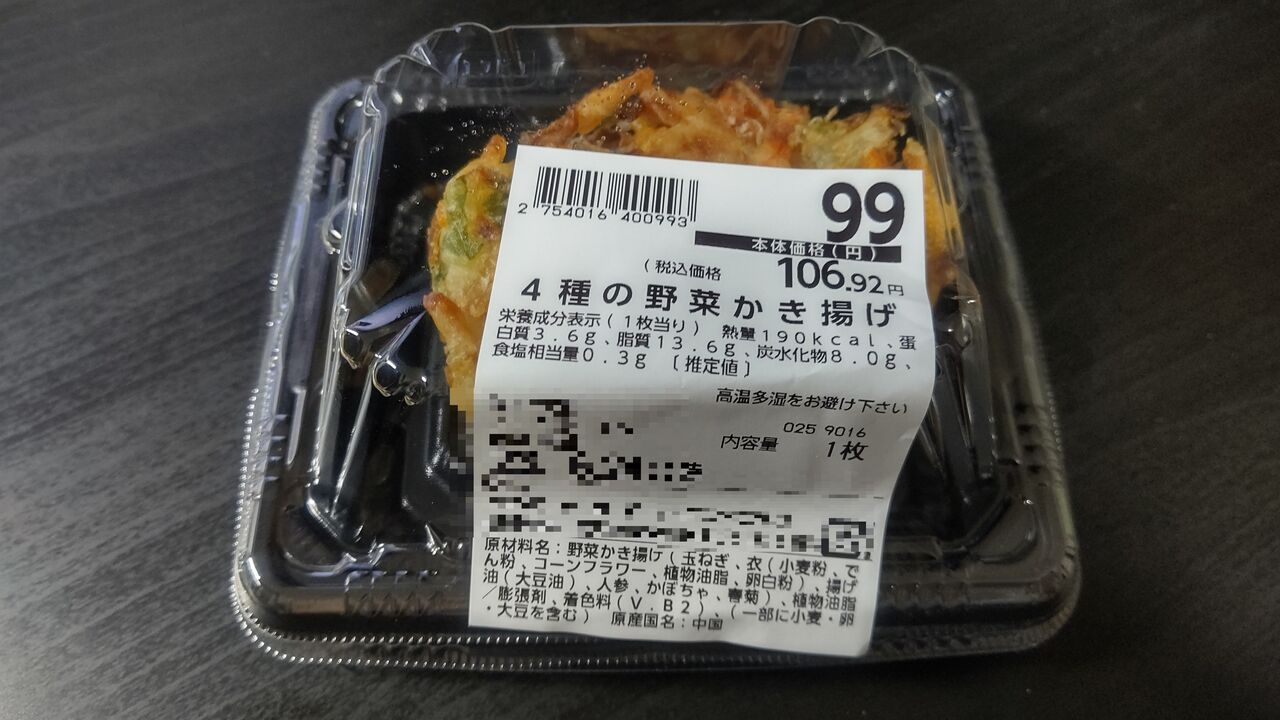 2 754016 400993
99
本体価格(円)
(税込価格 106.92円
4種の野菜かき揚げ
栄養成分表示(1枚当り) 熱量190kcal、蛋
白質3.6g、脂質13.6g、炭水化物8.0g、
食塩相当量0.3g 〔推定値〕
高温多湿をお避け下さい
025 9016
内容量 1枚
原材料名:野菜かき揚げ(玉ねぎ、衣(小麦粉、で
ん粉、コーンフラワー、植物油脂、卵白粉)、揚げ
油(大豆油)、人参、かぼちゃ、春菊)、植物油脂
/膨張剤、着色料(V.B2)、(一部に小麦・卵
・大豆を含む) 原産国名:中国